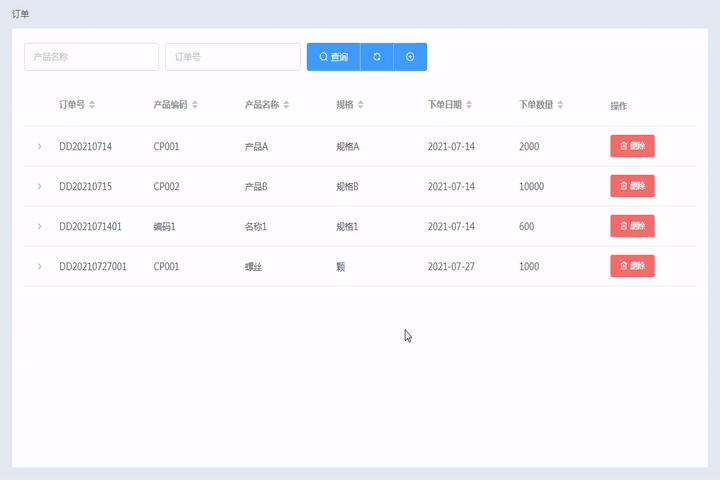 订单
产品名称 订单号 查询
订单号 产品编码 产品名称 规格 下单日期 下单数量 操作
DD20210714 CP001 产品A 规格A 2021-07-14 2000 删除
DD20210715 CP002 产品B 规格B 2021-07-14 10000 删除
DD2021071401 编码1 名称1 规格1 2021-07-14 600 删除
DD20210727001 CP001 螺丝 颗 2021-07-27 1000 删除